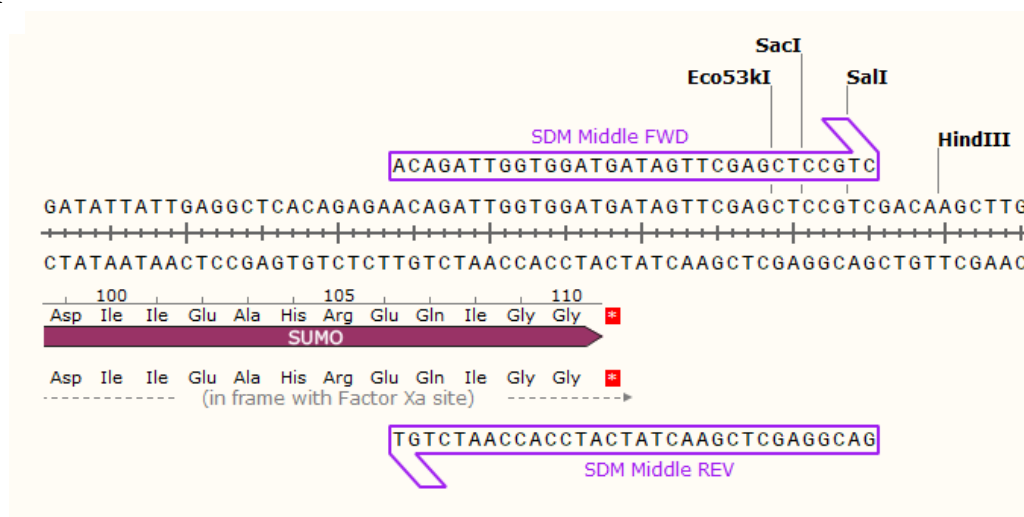 SacI
Eco53kI SalI
SDM Middle FWD
HindIII
ACAGATTGGTGGATGATAGTTCGAGCTCCGTC
GATATTATTGAGGCTCACAGAGAACAGATTGGTGGATGATAGTTCGAGCTCCGTCGACAAGCTTG
CTATAATAACTCCGAGTGTCTCTTGTCTAACCACCTACTATCAAGCTCGAGGCAGCTGTTCGAAC
100 105 110
Asp Ile Ile Glu Ala His Arg Glu Gln Ile Gly Gly *
SUMO
Asp Ile Ile Glu Ala His Arg Glu Gln Ile Gly Gly *
(in frame with Factor Xa site)
TGTCTAACCACCTACTATCAAGCTCGAGGCAG
SDM Middle REV